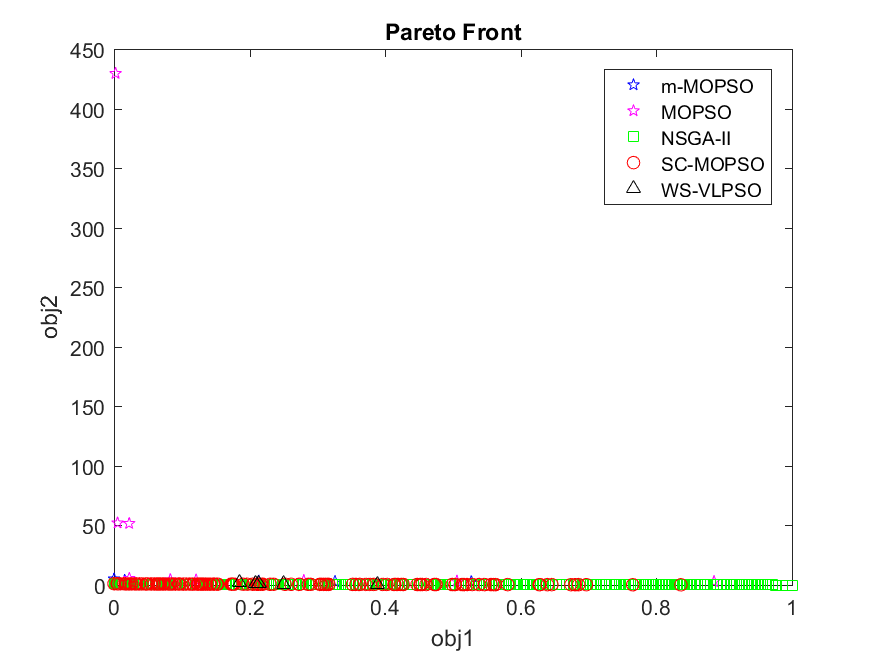 Pareto Front
450
400
350
300
250
200
150
100
50
0
obj2
m-MOPSO
MOPSO
NSGA-II
SC-MOPSO
WS-VLPSO
0 0.2 0.4 0.6 0.8 1
obj1